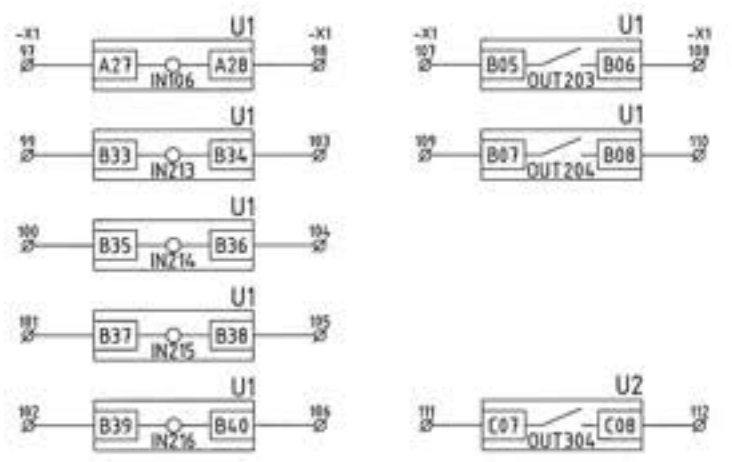 U1 U1
-X1 -X1 -X1 -X1
97 A27 A28 98 107 B05 B06 108
IN106 OUT203
U1 U1
99 B33 B34 103 109 B07 B08 110
IN213 OUT204
U1
100 B35 B36 104
IN214
U1
101 B37 B38 105
IN215
U1 U2
102 B39 B40 106 111 C07 C08 112
IN216 OUT304